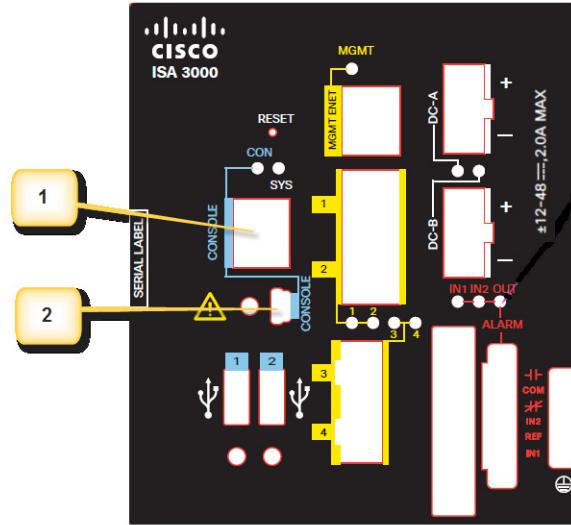 CISCO
ISA 3000
MGMT
MGMT ENET
RESET
CON
SYS
CONSOLE
SERIAL LABEL
1
2
CONSOLE
1
2
1 2
3 4
1 2
3
4
DC-A
+
−
DC-B
+
−
±12-48⎓, 2.0A MAX
IN1 IN2 OUT
ALARM
COM
IN2
REF
IN1